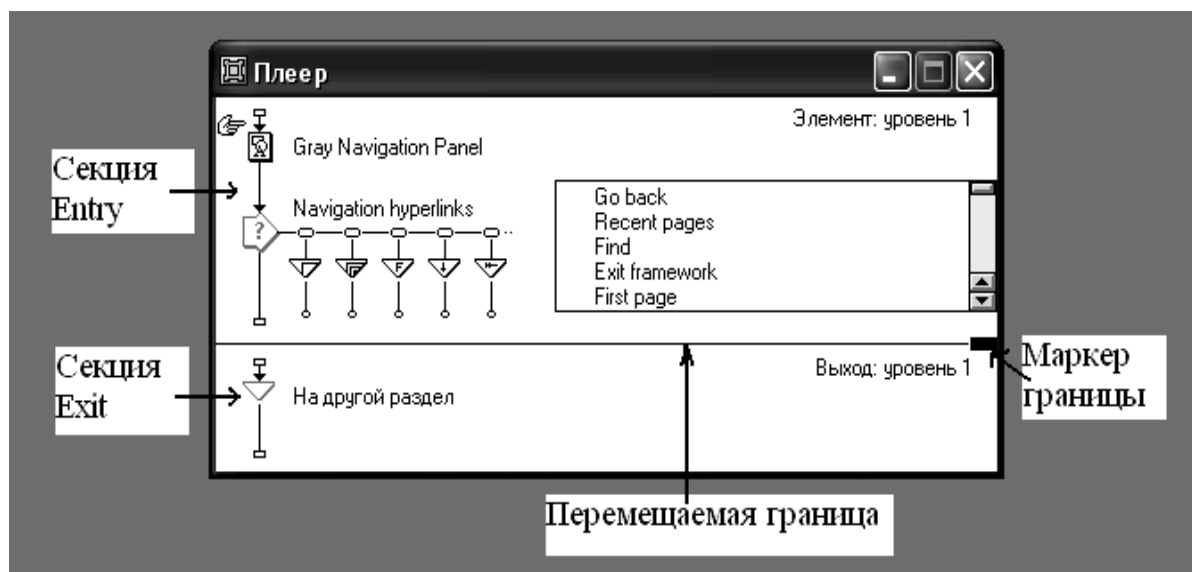 Плеер
Элемент: уровень 1
Gray Navigation Panel
Секция
Entry
Navigation hyperlinks
Go back
Recent pages
Find
Exit framework
First page
Секция
Exit
Выход: уровень 1
На другой раздел
Маркер
границы
Перемещаемая граница